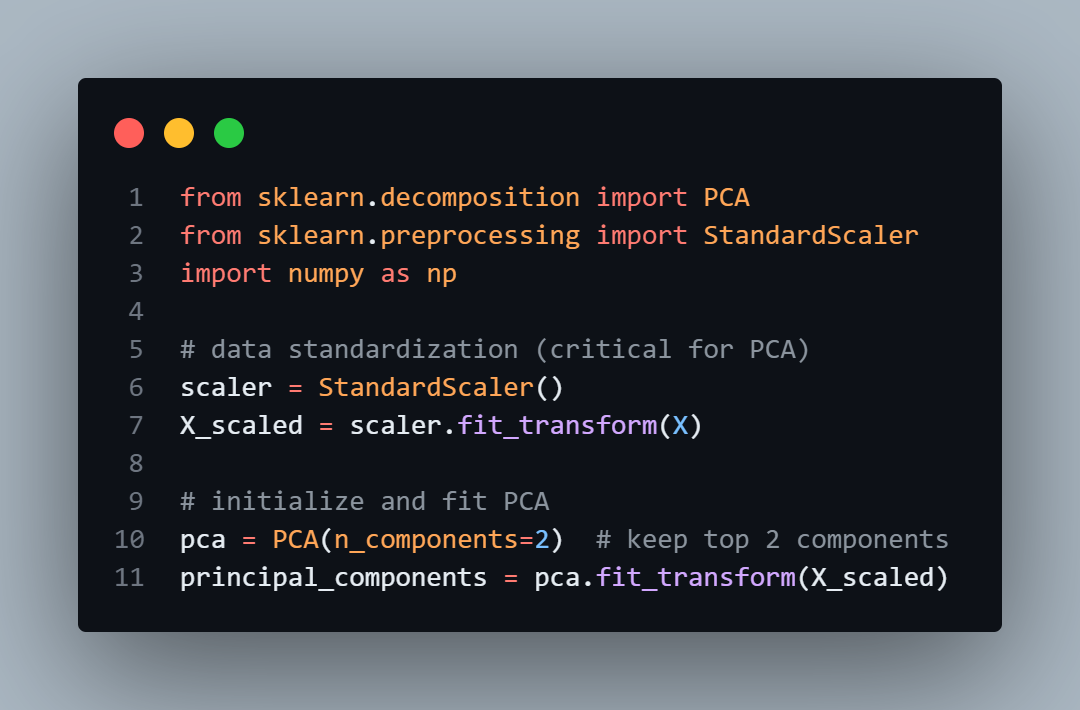 1 from sklearn.decomposition import PCA
2 from sklearn.preprocessing import StandardScaler
3 import numpy as np
4
5 # data standardization (critical for PCA)
6 scaler = StandardScaler()
7 X_scaled = scaler.fit_transform(X)
8
9 # initialize and fit PCA
10 pca = PCA(n_components=2)  # keep top 2 components
11 principal_components = pca.fit_transform(X_scaled)